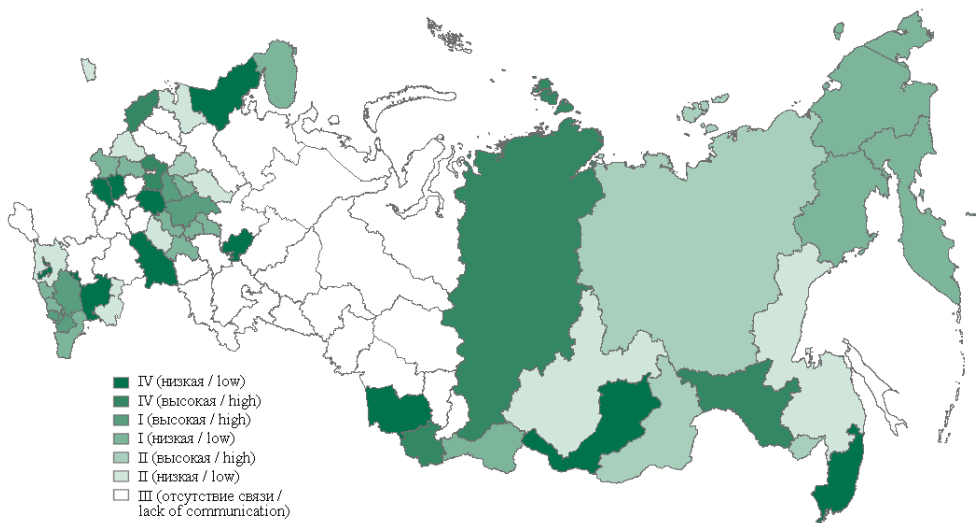 IV (низкая / low)
IV (высокая / high)
I (высокая / high)
I (низкая / low)
II (высокая / high)
II (низкая / low)
III (отсутствие связи /
lack of communication)